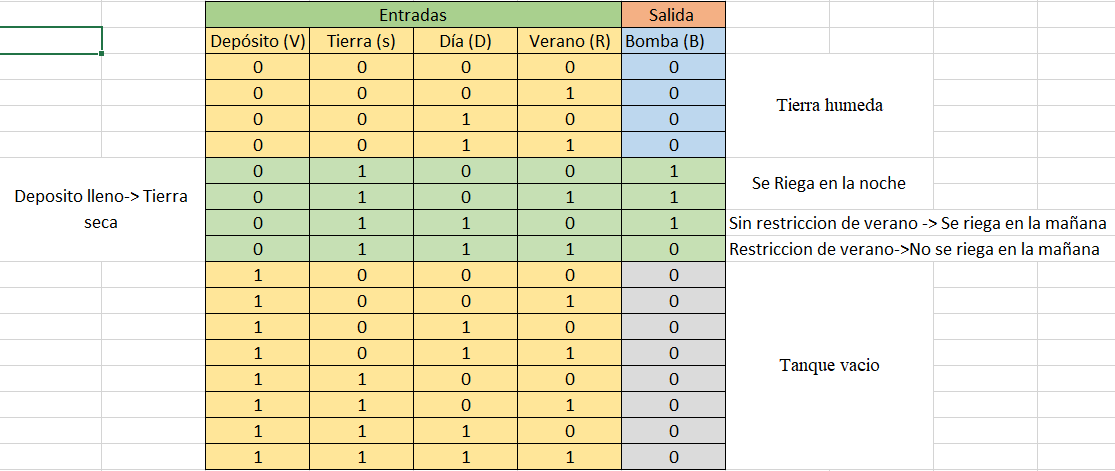 Entradas Salida
Depósito (V) Tierra (s) Día (D) Verano (R) Bomba (B)
0 0 0 0 0
0 0 0 1 0
0 0 1 0 0
0 0 1 1 0
Tierra humeda
0 1 0 0 1
0 1 0 1 1
Se Riega en la noche
Deposito lleno-> Tierra
seca
0 1 1 0 1 Sin restriccion de verano -> Se riega en la mañana
0 1 1 1 0 Restriccion de verano->No se riega en la mañana
1 0 0 0 0
1 0 0 1 0
1 0 1 0 0
1 0 1 1 0
1 1 0 0 0
1 1 0 1 0
1 1 1 0 0
1 1 1 1 0
Tanque vacio